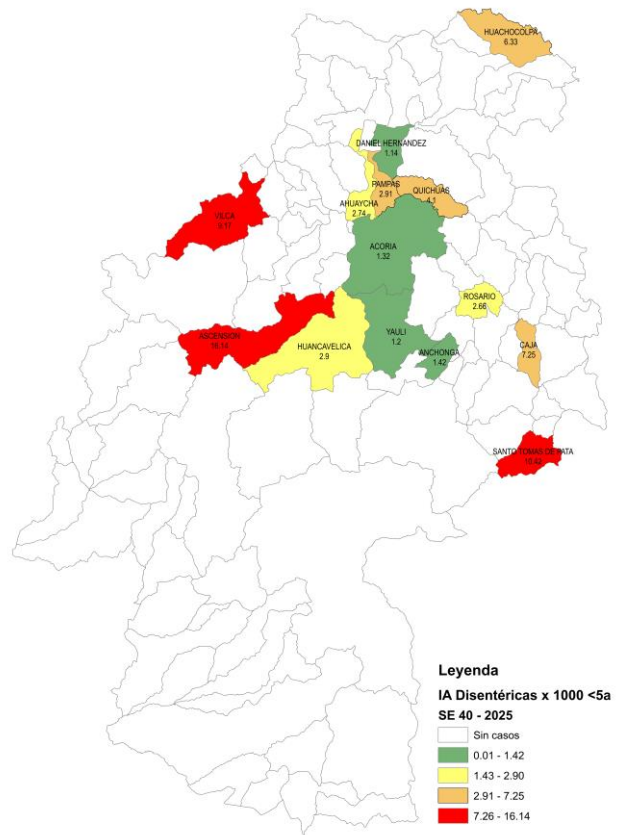 HUACHOCOLPA
6.33
DANIEL HERNANDEZ
1.14
PAMPAS
2.91
QUICHUAS
4.1
AHUAYCHA
2.74
VILCA
9.17
ACORIA
1.32
ROSARIO
2.66
ASCENSION
16.14
HUANCAVELICA
2.9
YAULI
1.2
ANCHONGA
1.42
CAJA
7.25
SANTO TOMAS DE PATA
Leyenda
IA Disentéricas x 1000 <5a
SE 40 - 2025
Sin casos
0.01 - 1.42
1.43 - 2.90
2.91 - 7.25
7.26 - 16.14